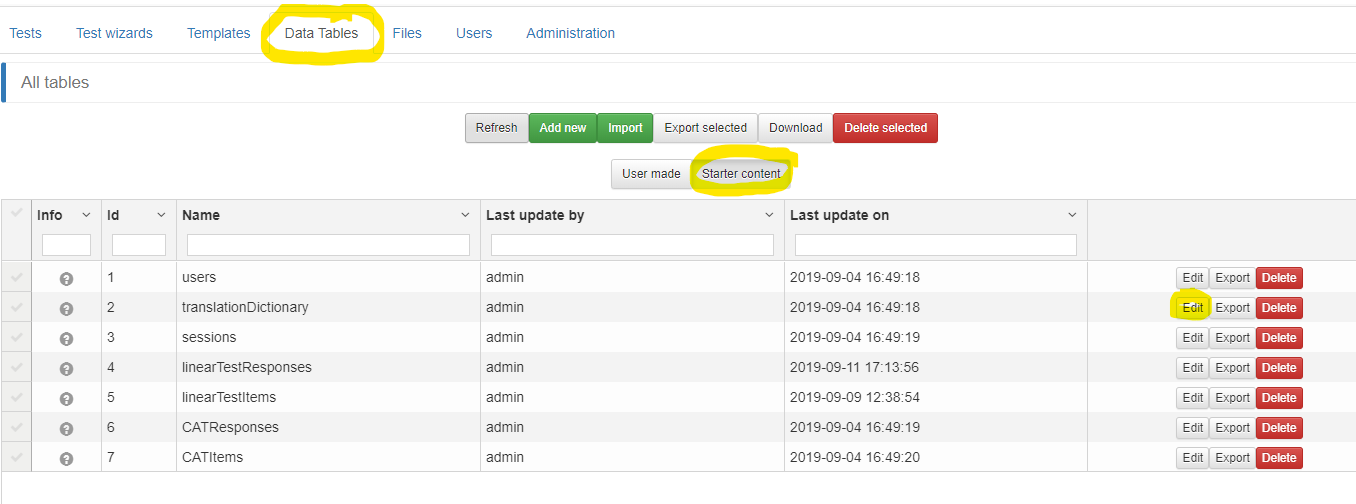 Tests Test wizards Templates Data Tables Files Users Administration
All tables
Refresh Add new Import Export selected Download Delete selected
User made Starter content
Info Id Name Last update by Last update on
1 users admin 2019-09-04 16:49:18 Edit Export Delete
2 translationDictionary admin 2019-09-04 16:49:18 Edit Export Delete
3 sessions admin 2019-09-04 16:49:19 Edit Export Delete
4 linearTestResponses admin 2019-09-11 17:13:56 Edit Export Delete
5 linearTestItems admin 2019-09-09 12:38:54 Edit Export Delete
6 CATResponses admin 2019-09-04 16:49:19 Edit Export Delete
7 CATItems admin 2019-09-04 16:49:20 Edit Export Delete